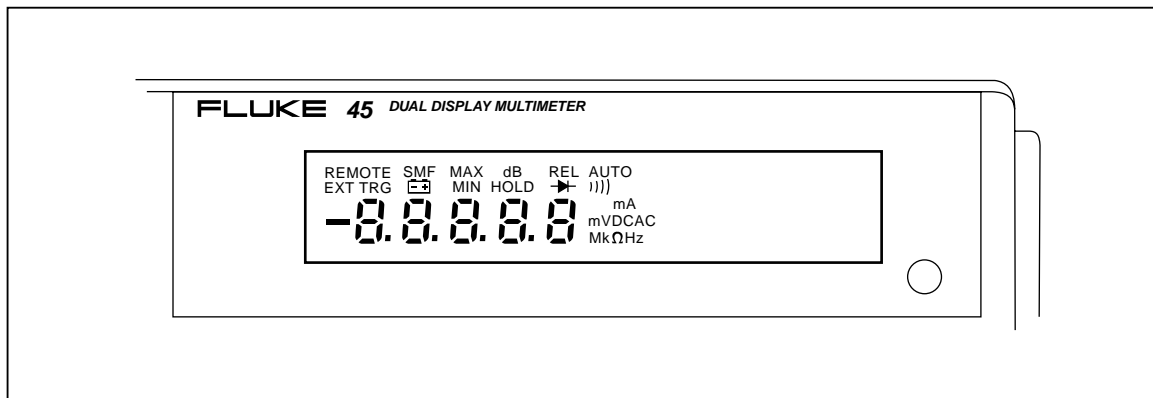 FLUKE 45 DUAL DISPLAY MULTIMETER
REMOTE SMF MAX dB REL AUTO
EXT TRG MIN HOLD ))))
mA
-8.8.8.8.8 mVDCAC
MkΩHz